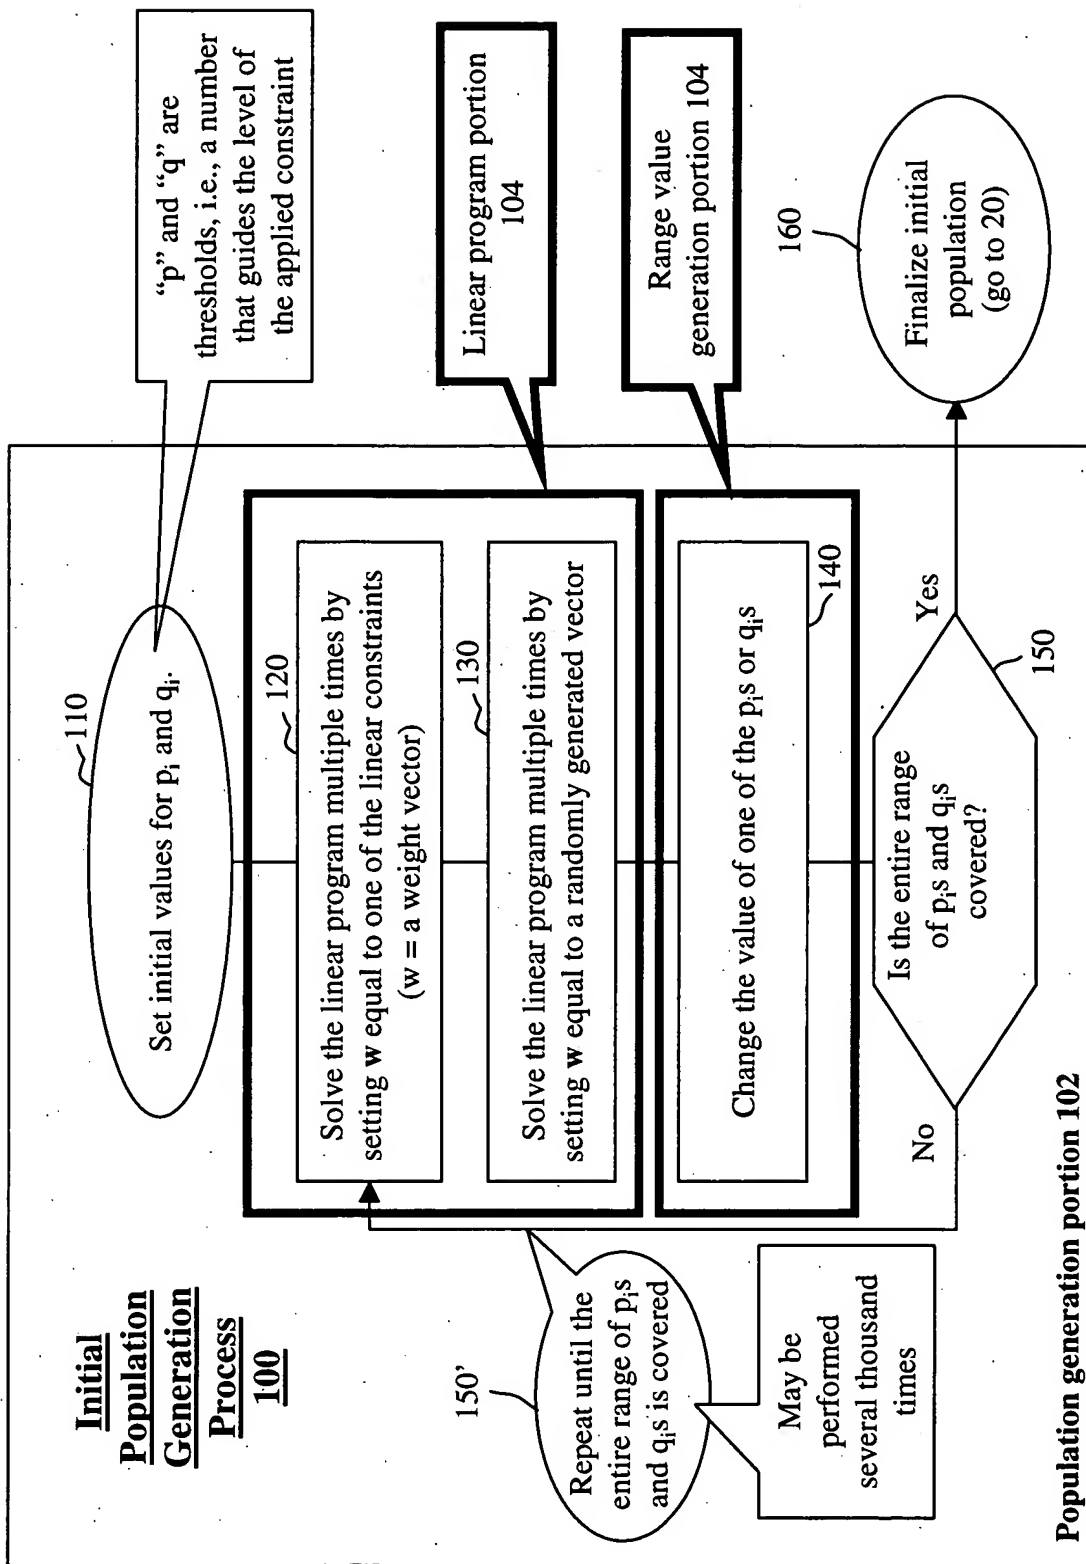 Initial
Population
Generation
Process
100
110
Set initial values for pᵢ and qᵢ.
“p” and “q” are
thresholds, i.e., a number
that guides the level of
the applied constraint
120
Solve the linear program multiple times by
setting w equal to one of the linear constraints
(w = a weight vector)
130
Solve the linear program multiple times by
setting w equal to a randomly generated vector
Linear program portion
104
Change the value of one of the pᵢs or qᵢs
140
Range value
generation portion 104
150'
Repeat until the
entire range of pᵢs
and qᵢs is covered
May be
performed
several thousand
times
Is the entire range
of pᵢs and qᵢs
covered?
150
No
Yes
160
Finalize initial
population
(go to 20)
Population generation portion 102